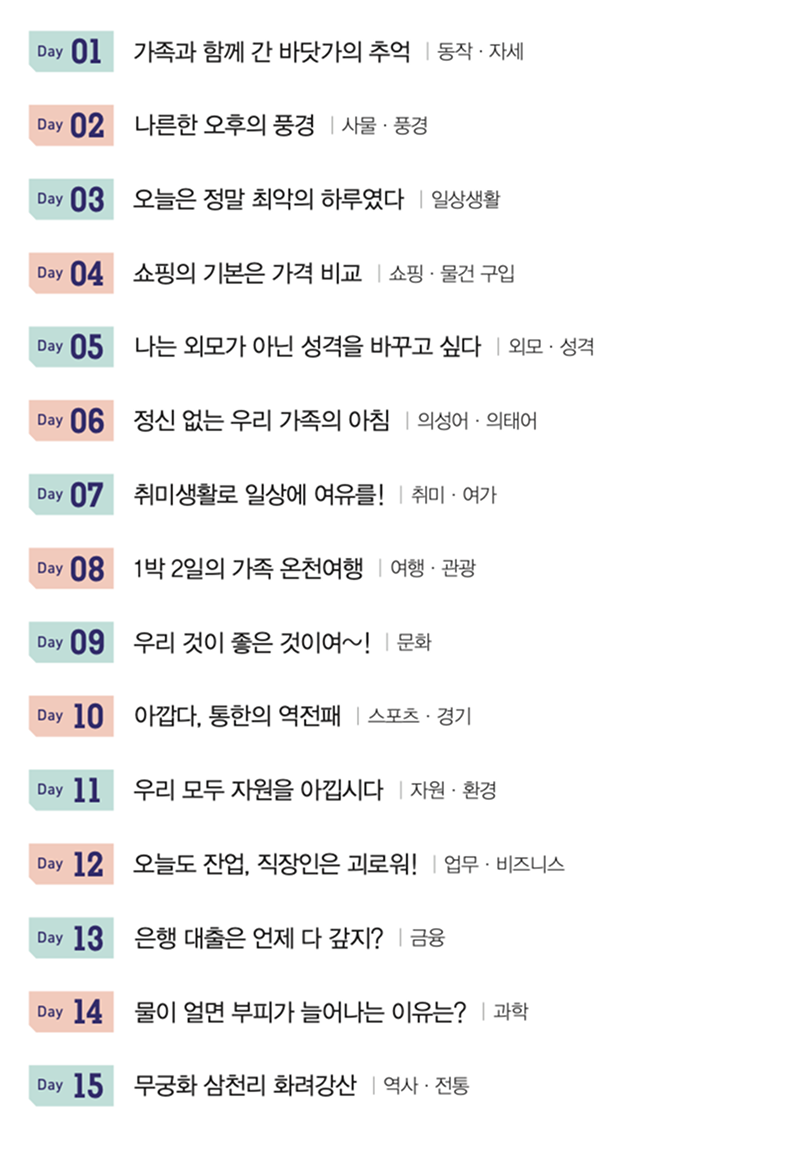 Day 01 가족과 함께 간 바닷가의 추억 | 동작 · 자세
Day 02 나른한 오후의 풍경 | 사물 · 풍경
Day 03 오늘은 정말 최악의 하루였다 | 일상생활
Day 04 쇼핑의 기본은 가격 비교 | 쇼핑 · 물건 구입
Day 05 나는 외모가 아닌 성격을 바꾸고 싶다 | 외모 · 성격
Day 06 정신 없는 우리 가족의 아침 | 의성어 · 의태어
Day 07 취미생활로 일상에 여유를! | 취미 · 여가
Day 08 1박 2일의 가족 온천여행 | 여행 · 관광
Day 09 우리 것이 좋은 것이여~! | 문화
Day 10 아깝다, 통한의 역전패 | 스포츠 · 경기
Day 11 우리 모두 자원을 아낍시다 | 자원 · 환경
Day 12 오늘도 잔업, 직장인은 괴로워! | 업무 · 비즈니스
Day 13 은행 대출은 언제 다 갚지? | 금융
Day 14 물이 얼면 부피가 늘어나는 이유는? | 과학
Day 15 무궁화 삼천리 화려강산 | 역사 · 전통